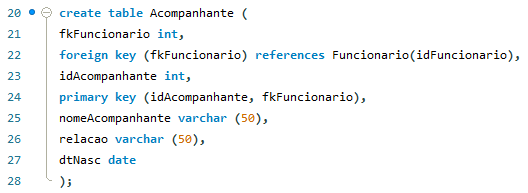 20 create table Acompanhante (
21 fkFuncionario int,
22 foreign key (fkFuncionario) references Funcionario(idFuncionario),
23 idAcompanhante int,
24 primary key (idAcompanhante, fkFuncionario),
25 nomeAcompanhante varchar (50),
26 relacao varchar (50),
27 dtNasc date
28 );